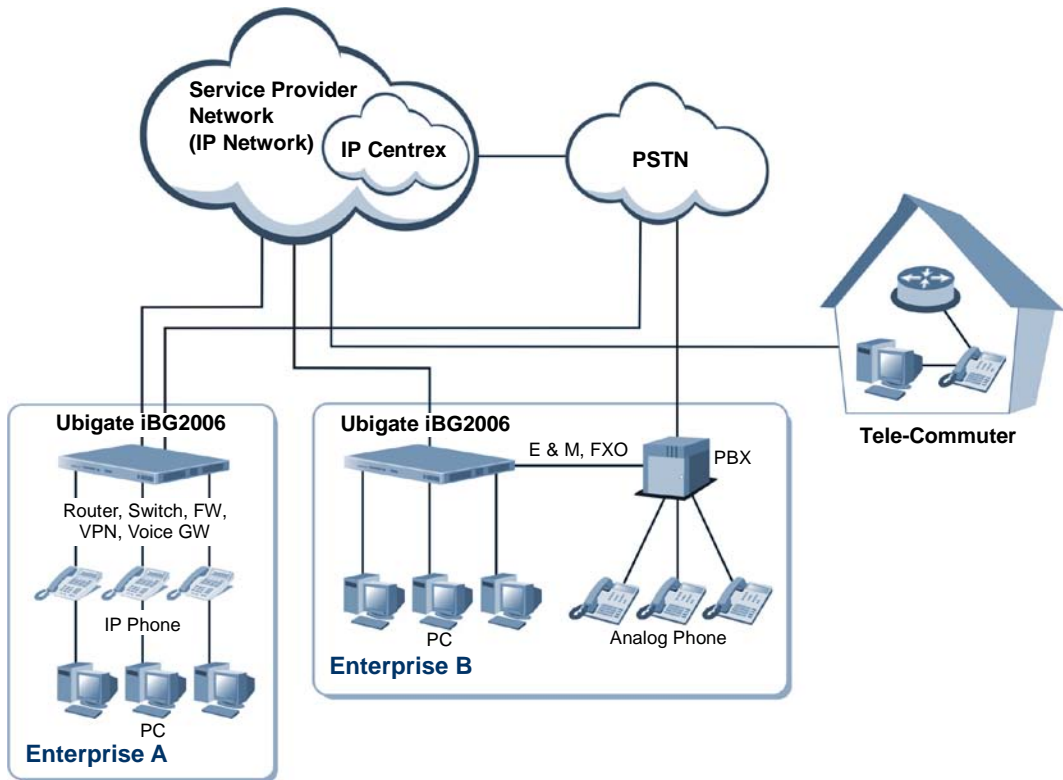 Service Provider
Network
(IP Network)
IP Centrex
PSTN
Ubigate iBG2006
Router, Switch, FW,
VPN, Voice GW
IP Phone
PC
Enterprise A
Ubigate iBG2006
E & M, FXO
PBX
PC
Analog Phone
Enterprise B
Tele-Commuter